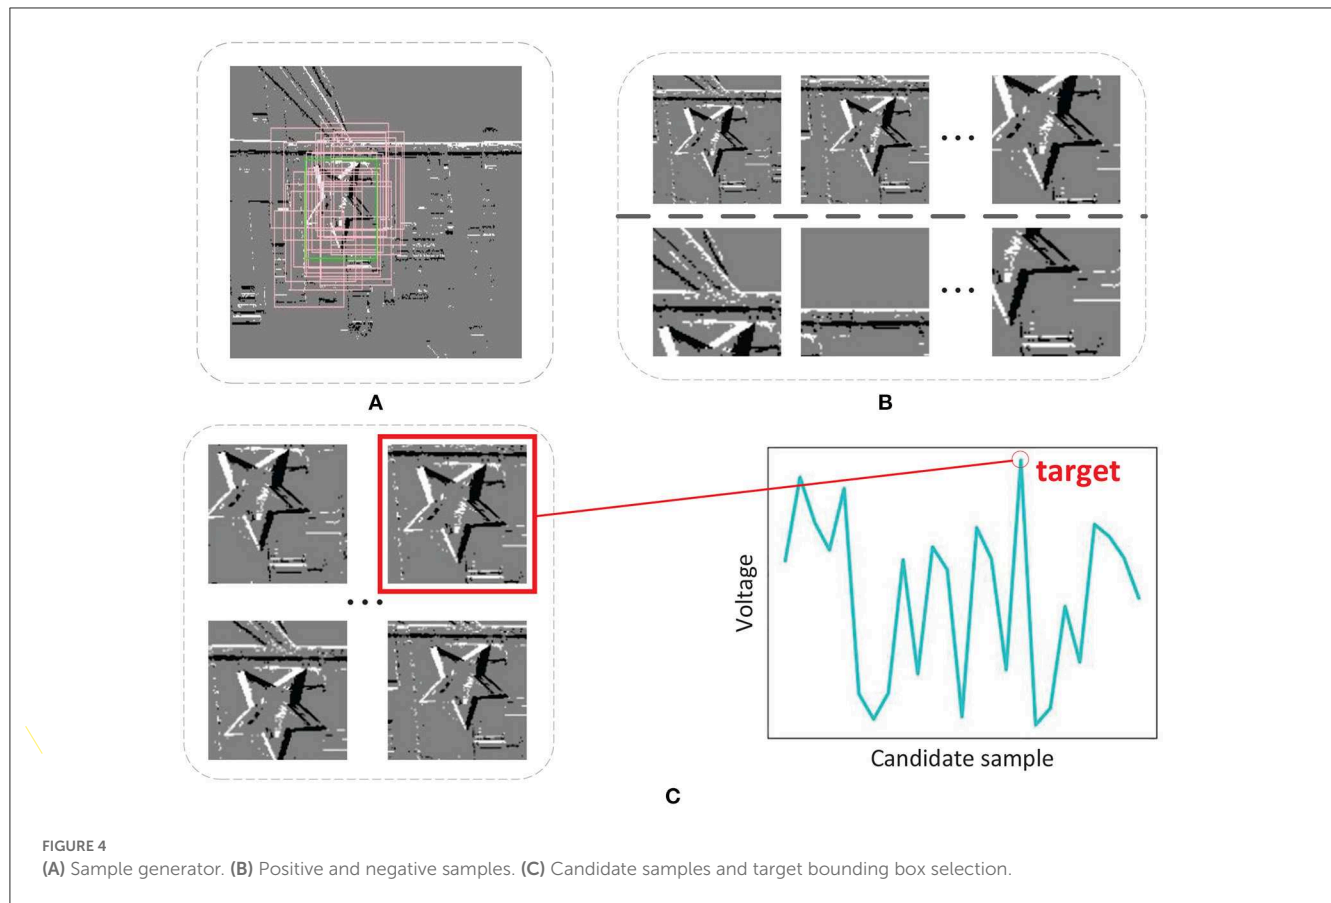 A
B
target
Voltage
Candidate sample
C
FIGURE 4
(A) Sample generator. (B) Positive and negative samples. (C) Candidate samples and target bounding box selection.